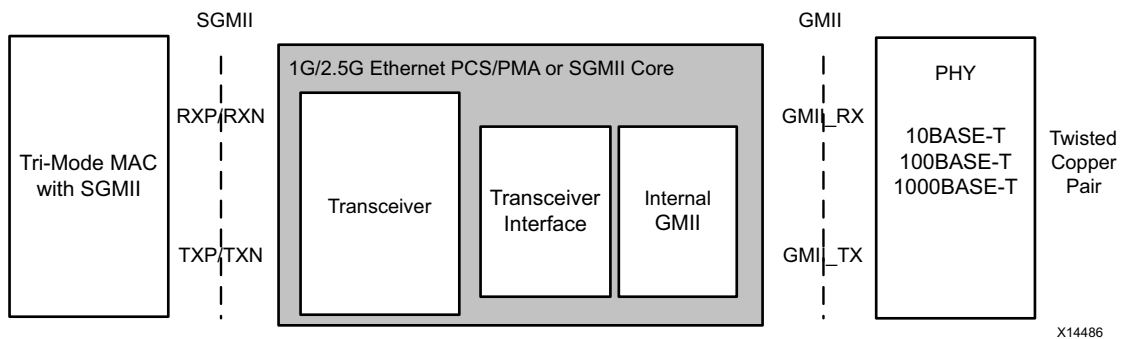 SGMII
GMII
1G/2.5G Ethernet PCS/PMA or SGMII Core
PHY
RXP/RXN
GMII_RX
10BASE-T
100BASE-T
1000BASE-T
Twisted
Copper
Pair
Tri-Mode MAC
with SGMII
Transceiver
Transceiver
Interface
Internal
GMII
TXP/TXN
GMII_TX
X14486